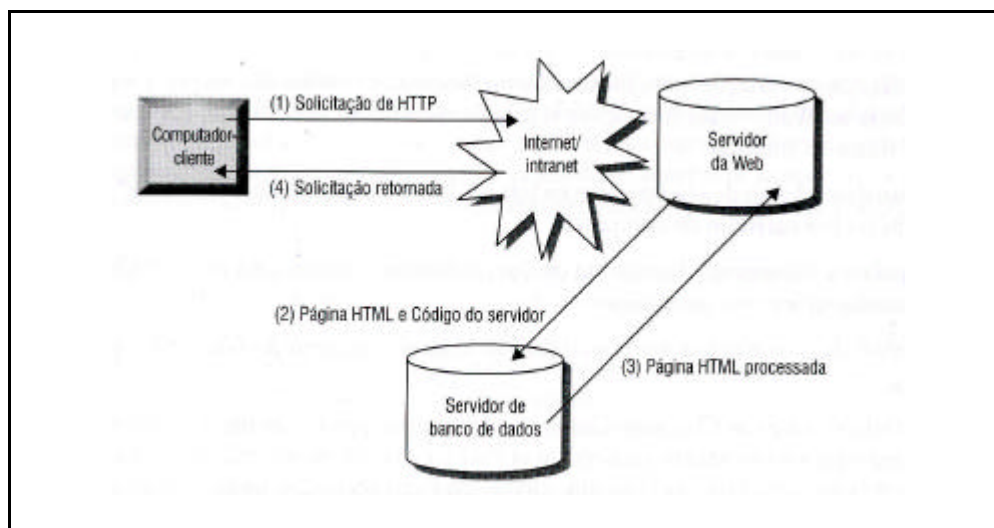 (1) Solicitação de HTTP
Computador-
cliente
(4) Solicitação retornada
Internet/
intranet
Servidor
da Web
(2) Página HTML e Código do servidor
(3) Página HTML processada
Servidor de
banco de dados